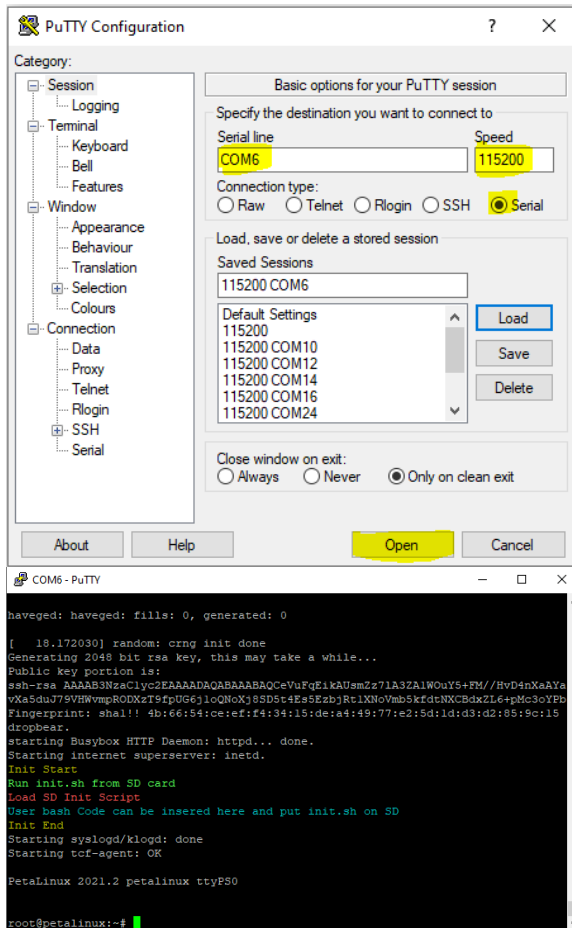 PuTTY Configuration
?
Category:
Session
Logging
Terminal
Keyboard
Bell
Features
Window
Appearance
Behaviour
Translation
Selection
Colours
Connection
Data
Proxy
Telnet
Rlogin
SSH
Serial
Basic options for your PuTTY session
Specify the destination you want to connect to
Serial line Speed
COM6 115200
Connection type:
Raw Telnet Rlogin SSH Serial
Load, save or delete a stored session
Saved Sessions
115200 COM6
Default Settings
115200
115200 COM10
115200 COM12
115200 COM14
115200 COM16
115200 COM24
Load
Save
Delete
Close window on exit:
Always Never Only on clean exit
About Help Open Cancel
COM6 - PuTTY
haveged: haveged: fills: 0, generated: 0
[ 18.172030] random: crng init done
Generating 2048 bit rsa key, this may take a while...
Public key portion is:
ssh-rsa
Fingerprint: sha1!! 4b:66:54:ce:ef:f4:34:15:de:a4:49:77:e2:5d:1d:d3:d2:85:9c:15
dropbear.
starting Busybox HTTP Daemon: httpd... done.
Starting internet superserver: inetd.
Init Start
Run init.sh from SD card
Load SD Init Script
User bash Code can be insered here and put init.sh on SD
Init End
Starting syslogd/klogd: done
Starting tcf-agent: OK
PetaLinux 2021.2 petalinux ttyPS0
root@petalinux:~#